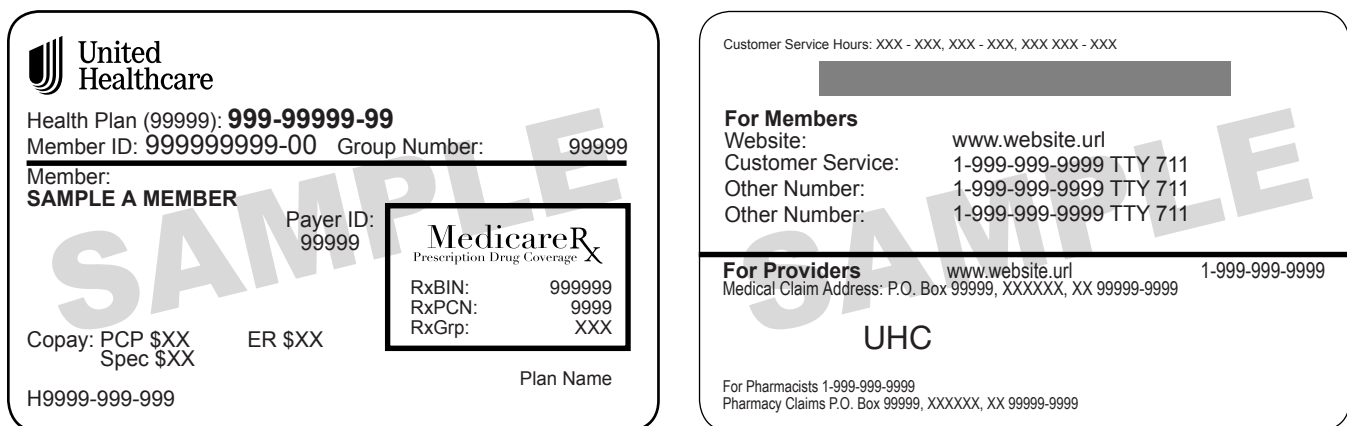 United
Healthcare
Health Plan (99999): 999-99999-99
Member ID: 999999999-00 Group Number: 99999
Member:
SAMPLE A MEMBER
Payer ID:
99999
MedicareRx
Prescription Drug Coverage
RxBIN: 999999
RxPCN: 9999
RxGrp: XXX
Copay: PCP $XX ER $XX
Spec $XX
Plan Name
H9999-999-999
SAMPLE
Customer Service Hours: XXX - XXX, XXX - XXX, XXX XXX - XXX
For Members
Website: www.website.url
Customer Service: 1-999-999-9999 TTY 711
Other Number: 1-999-999-9999 TTY 711
Other Number: 1-999-999-9999 TTY 711
For Providers www.website.url 1-999-999-9999
Medical Claim Address: P.O. Box 99999, XXXXXX, XX 99999-9999
UHC
For Pharmacists 1-999-999-9999
Pharmacy Claims P.O. Box 99999, XXXXXX, XX 99999-9999
SAMPLE